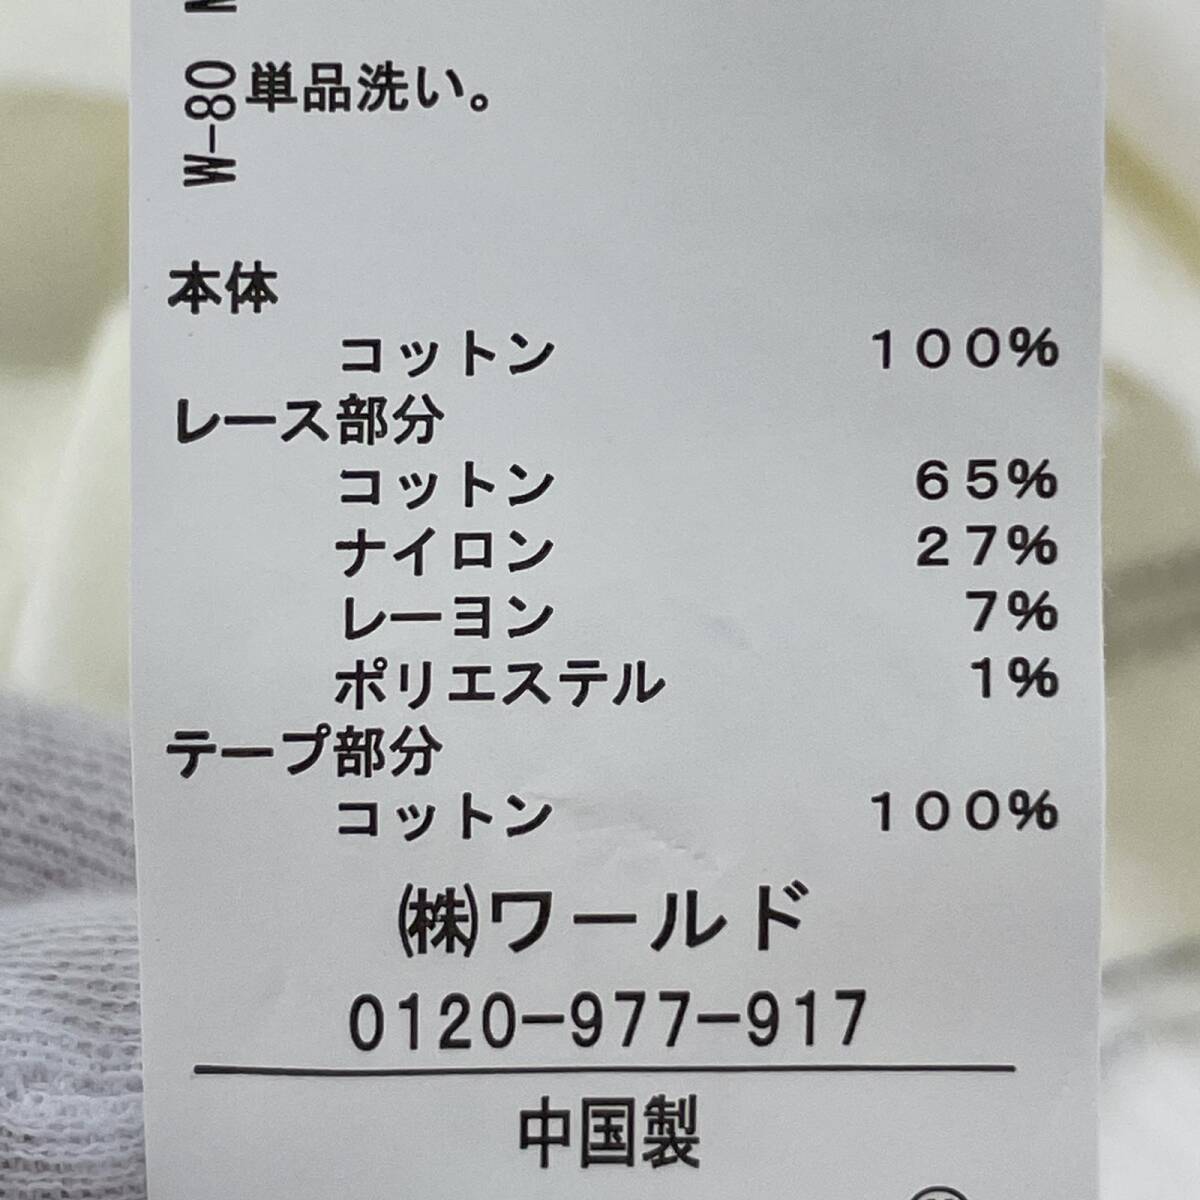 W-80
単品洗い。
本体
コットン 100%
レース部分
コットン 65%
ナイロン 27%
レーヨン 7%
ポリエステル 1%
テープ部分
コットン 100%
㈱ワールド
0120-977-917
中国製